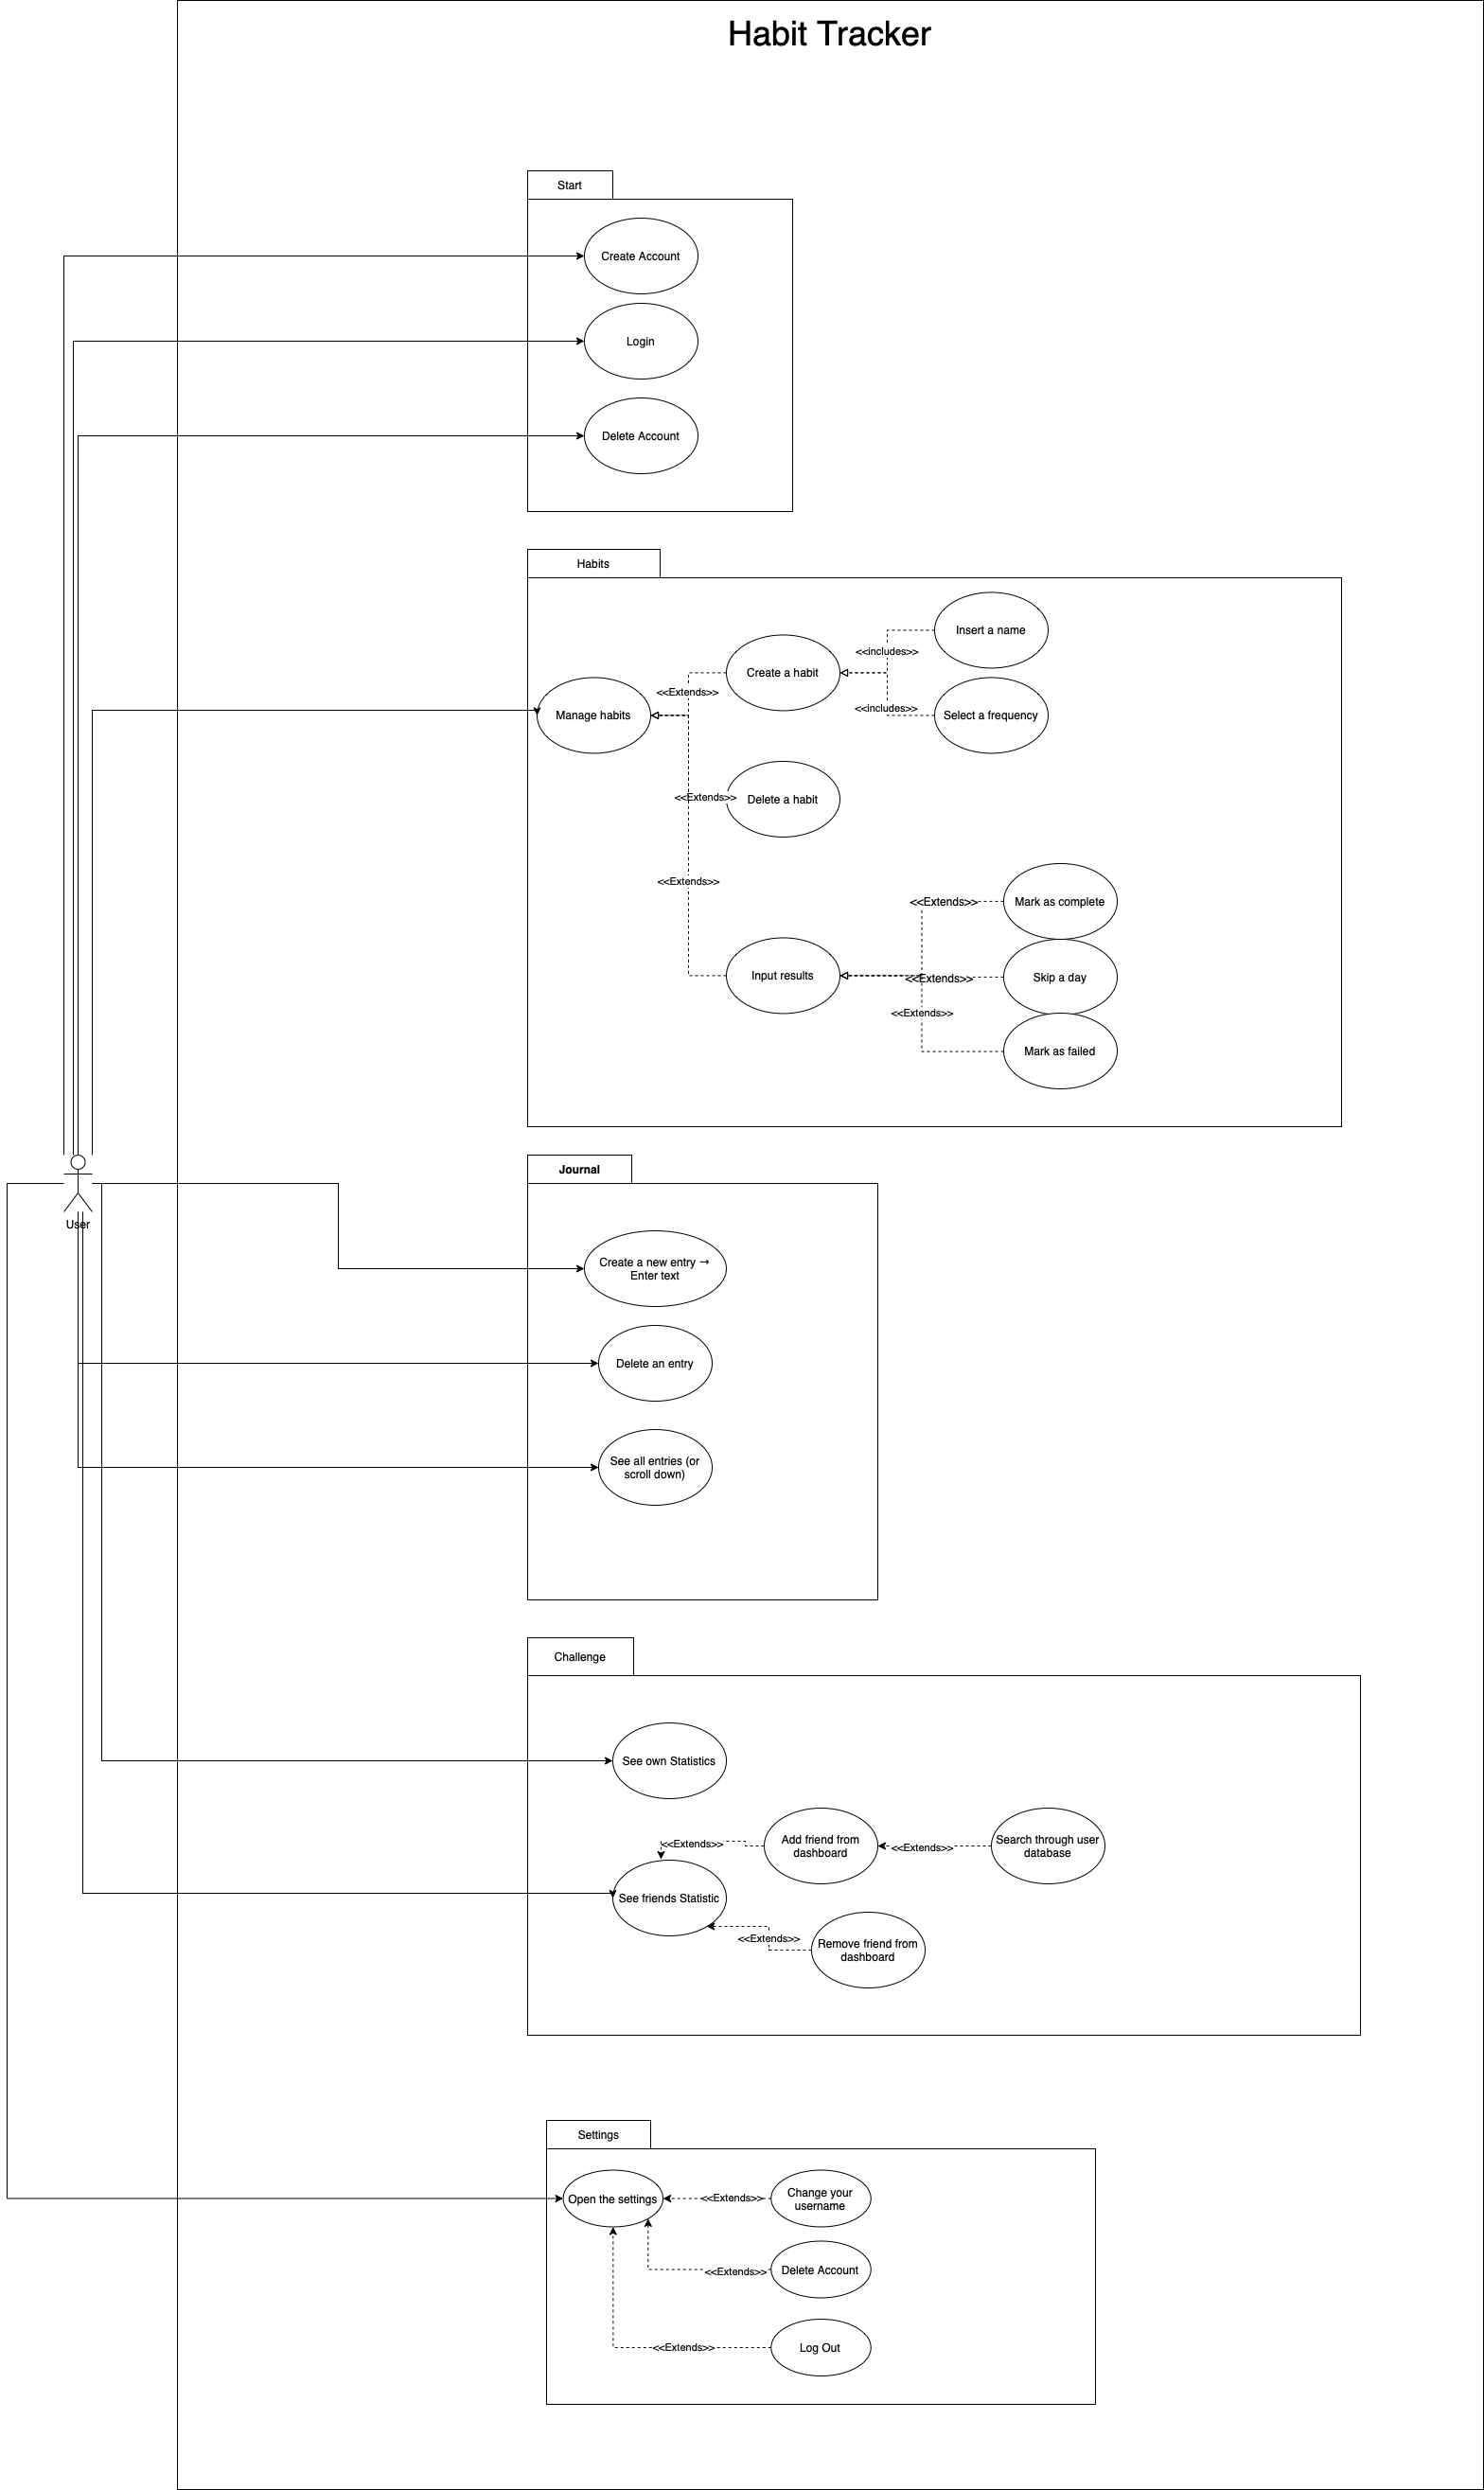 Habit Tracker
Start
Create Account
Login
Delete Account
Habits
Insert a name
<<includes>>
Create a habit
<<Extends>>
<<includes>>
Manage habits
Select a frequency
<<Extends>>
Delete a habit
<<Extends>>
<<Extends>>
Mark as complete
Input results
<<Extends>>
Skip a day
<<Extends>>
Mark as failed
User
Journal
Create a new entry →
Enter text
Delete an entry
See all entries (or
scroll down)
Challenge
See own Statistics
<<Extends>>
Add friend from
dashboard
<<Extends>>
Search through user
database
See friends Statistic
<<Extends>>
Remove friend from
dashboard
Settings
Open the settings
<<Extends>>
Change your
username
<<Extends>>
Delete Account
<<Extends>>
Log Out